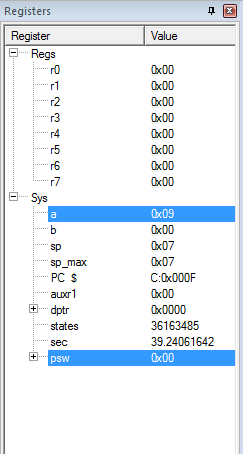 Registers
Register Value
Regs
r0 0x00
r1 0x00
r2 0x00
r3 0x00
r4 0x00
r5 0x00
r6 0x00
r7 0x00
Sys
a 0x09
b 0x00
sp 0x07
sp_max 0x07
PC $ C:0x000F
auxr1 0x00
dptr 0x0000
states 36163485
sec 39.24061642
psw 0x00